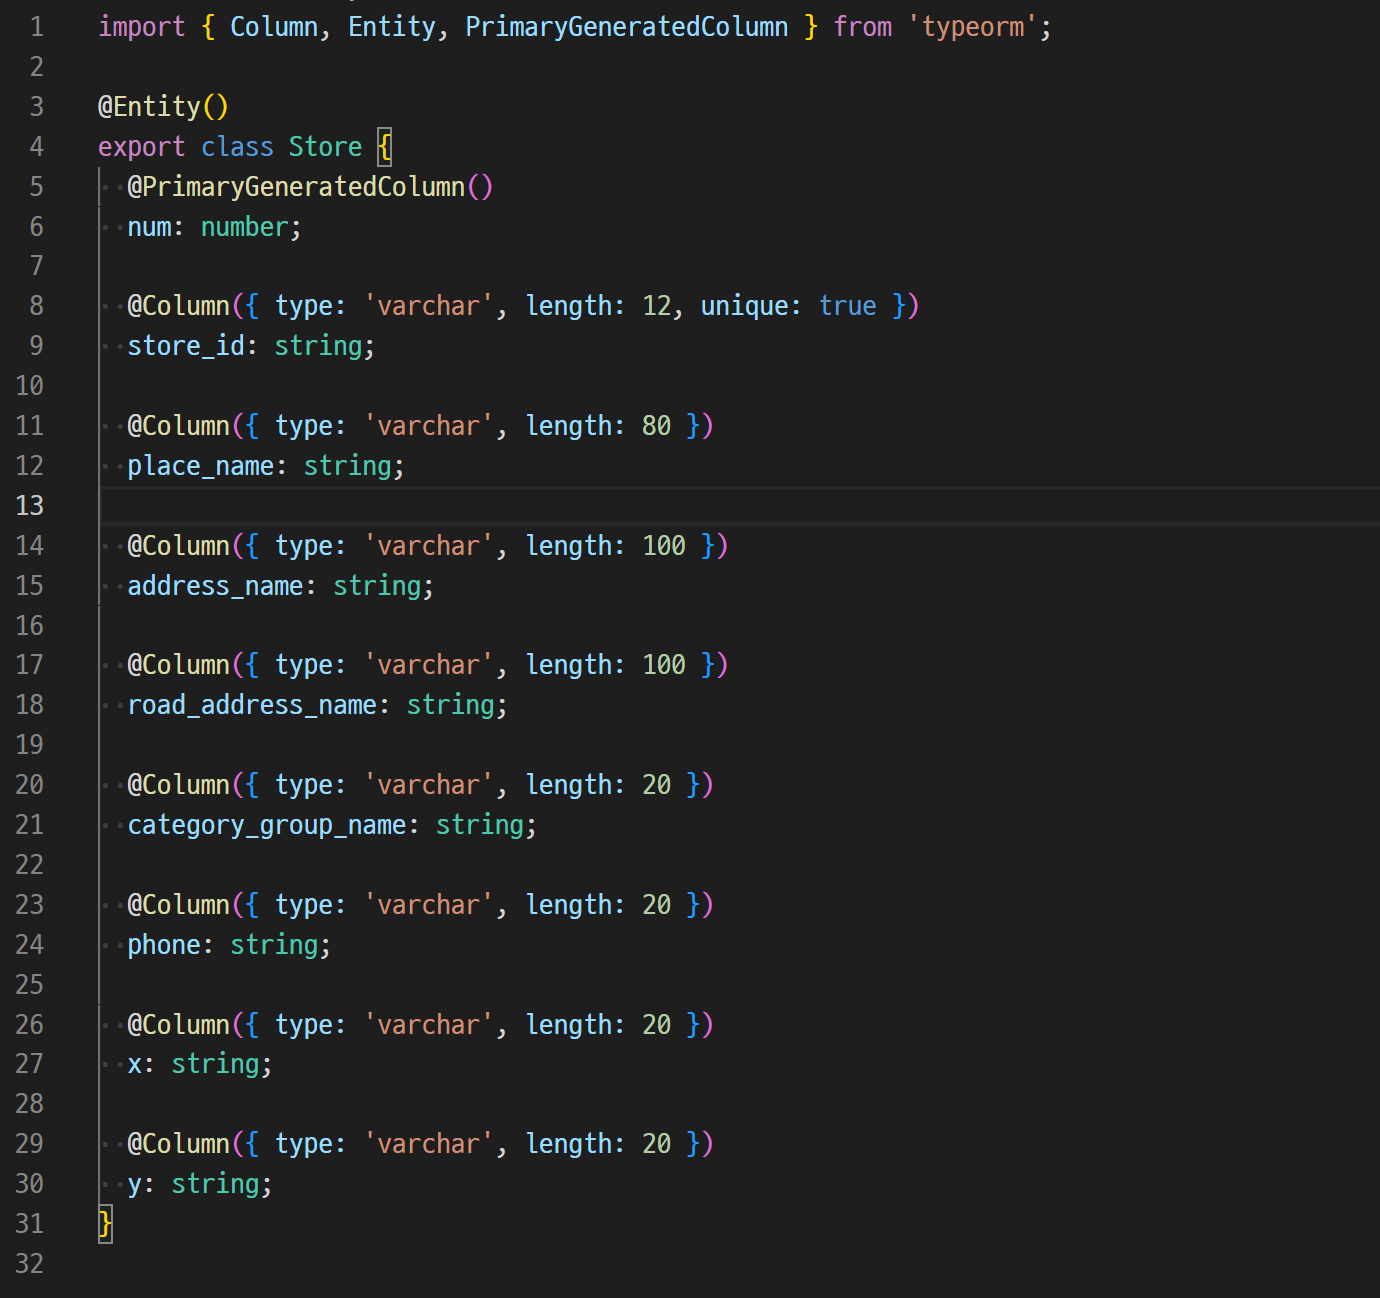 1 import { Column, Entity, PrimaryGeneratedColumn } from 'typeorm';
2
3 @Entity()
4 export class Store {
5 @PrimaryGeneratedColumn()
6 num: number;
7
8 @Column({ type: 'varchar', length: 12, unique: true })
9 store_id: string;
10
11 @Column({ type: 'varchar', length: 80 })
12 place_name: string;
13
14 @Column({ type: 'varchar', length: 100 })
15 address_name: string;
16
17 @Column({ type: 'varchar', length: 100 })
18 road_address_name: string;
19
20 @Column({ type: 'varchar', length: 20 })
21 category_group_name: string;
22
23 @Column({ type: 'varchar', length: 20 })
24 phone: string;
25
26 @Column({ type: 'varchar', length: 20 })
27 x: string;
28
29 @Column({ type: 'varchar', length: 20 })
30 y: string;
31 }
32